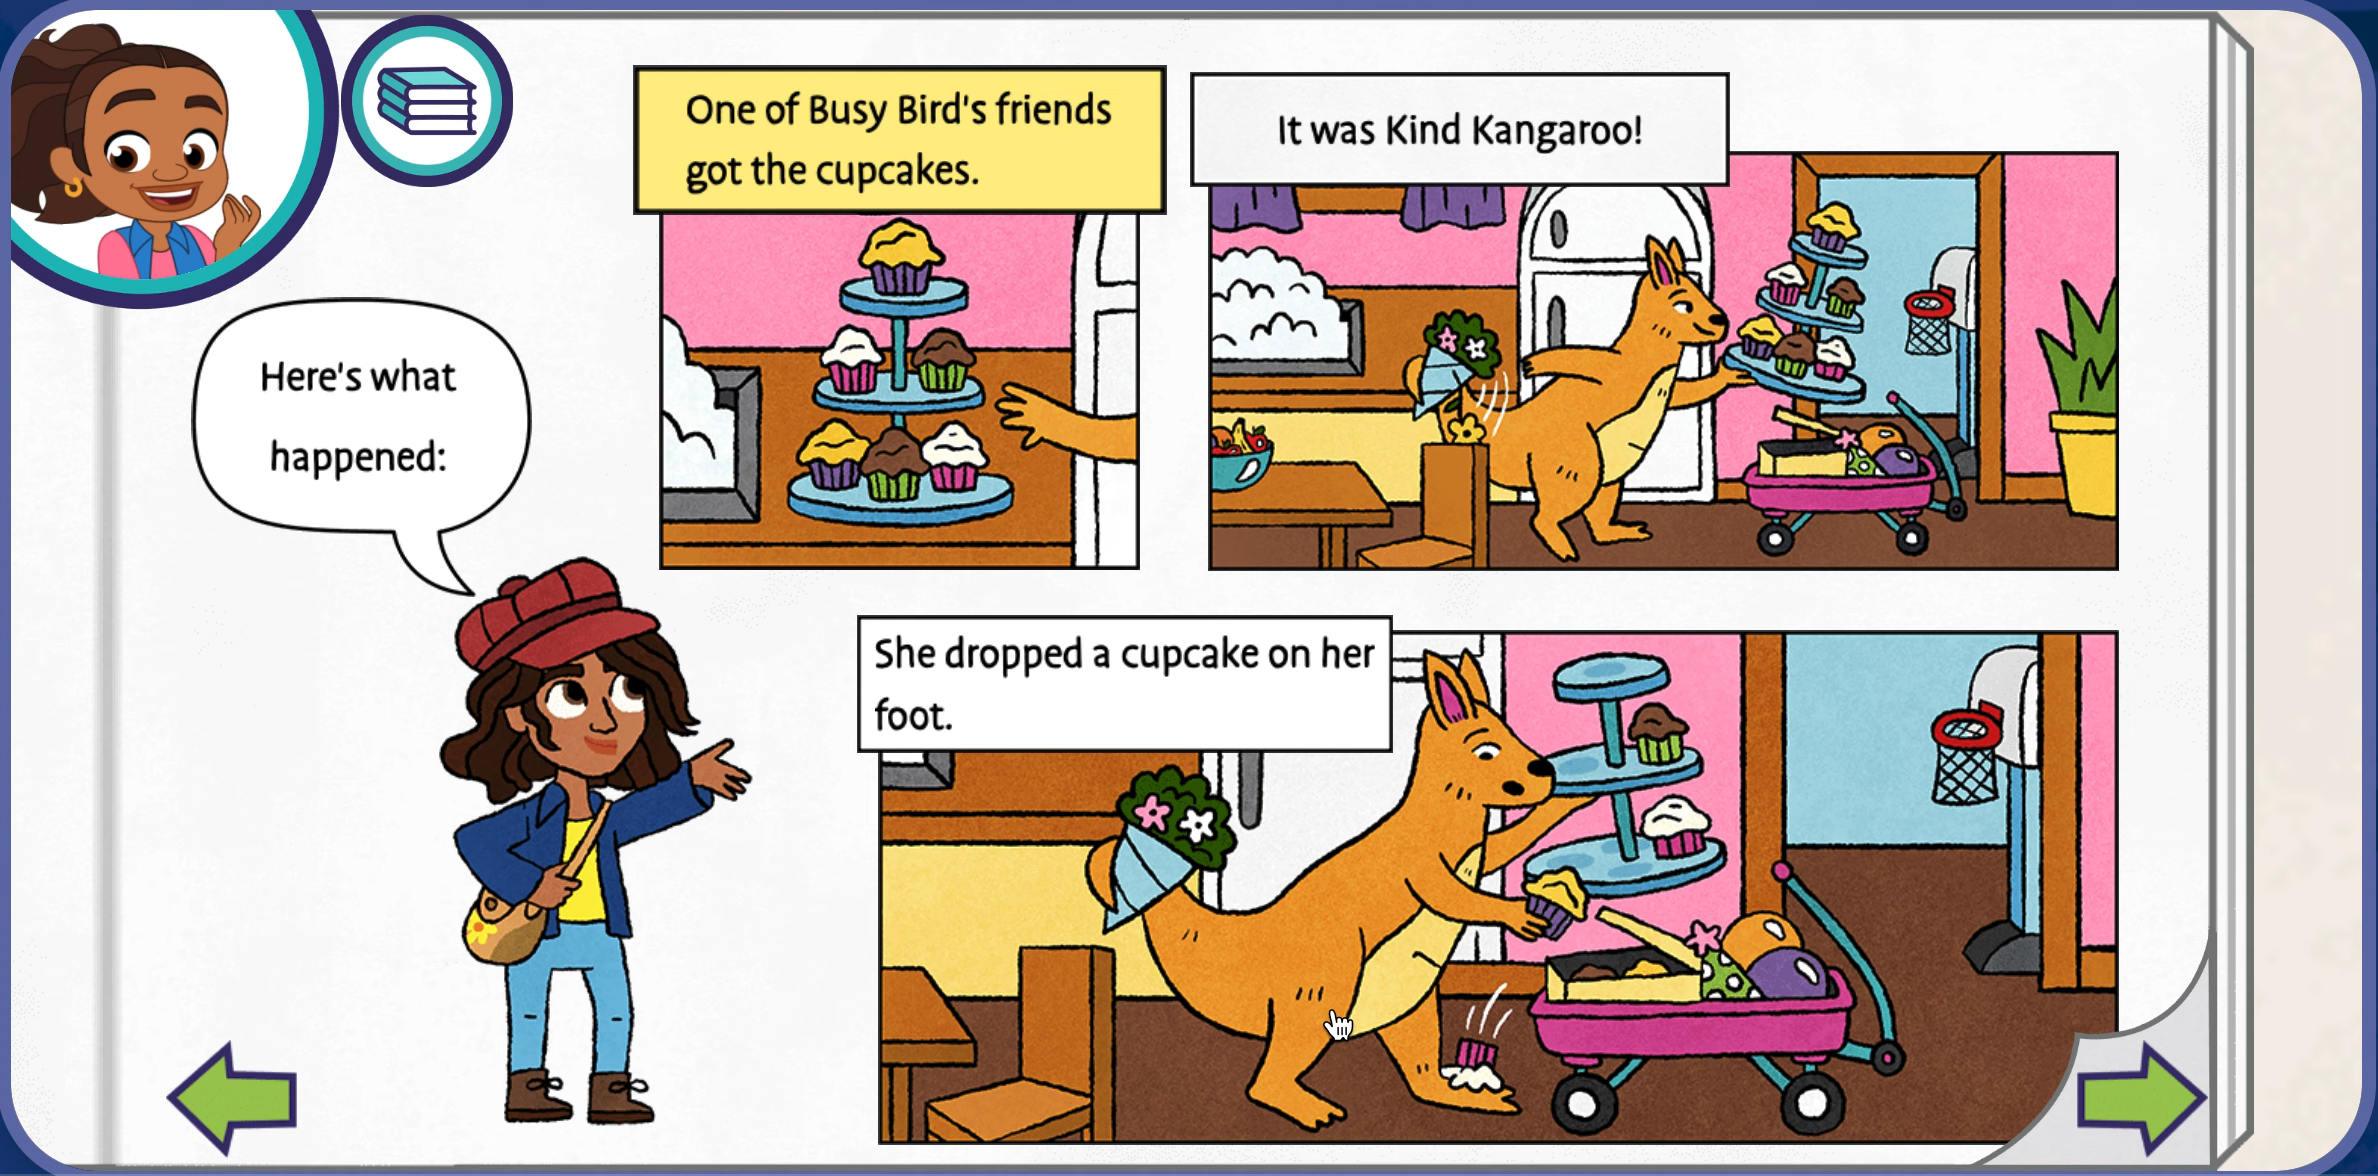 Here's what
happened:
One of Busy Bird's friends
got the cupcakes.
It was Kind Kangaroo!
She dropped a cupcake on her
foot.